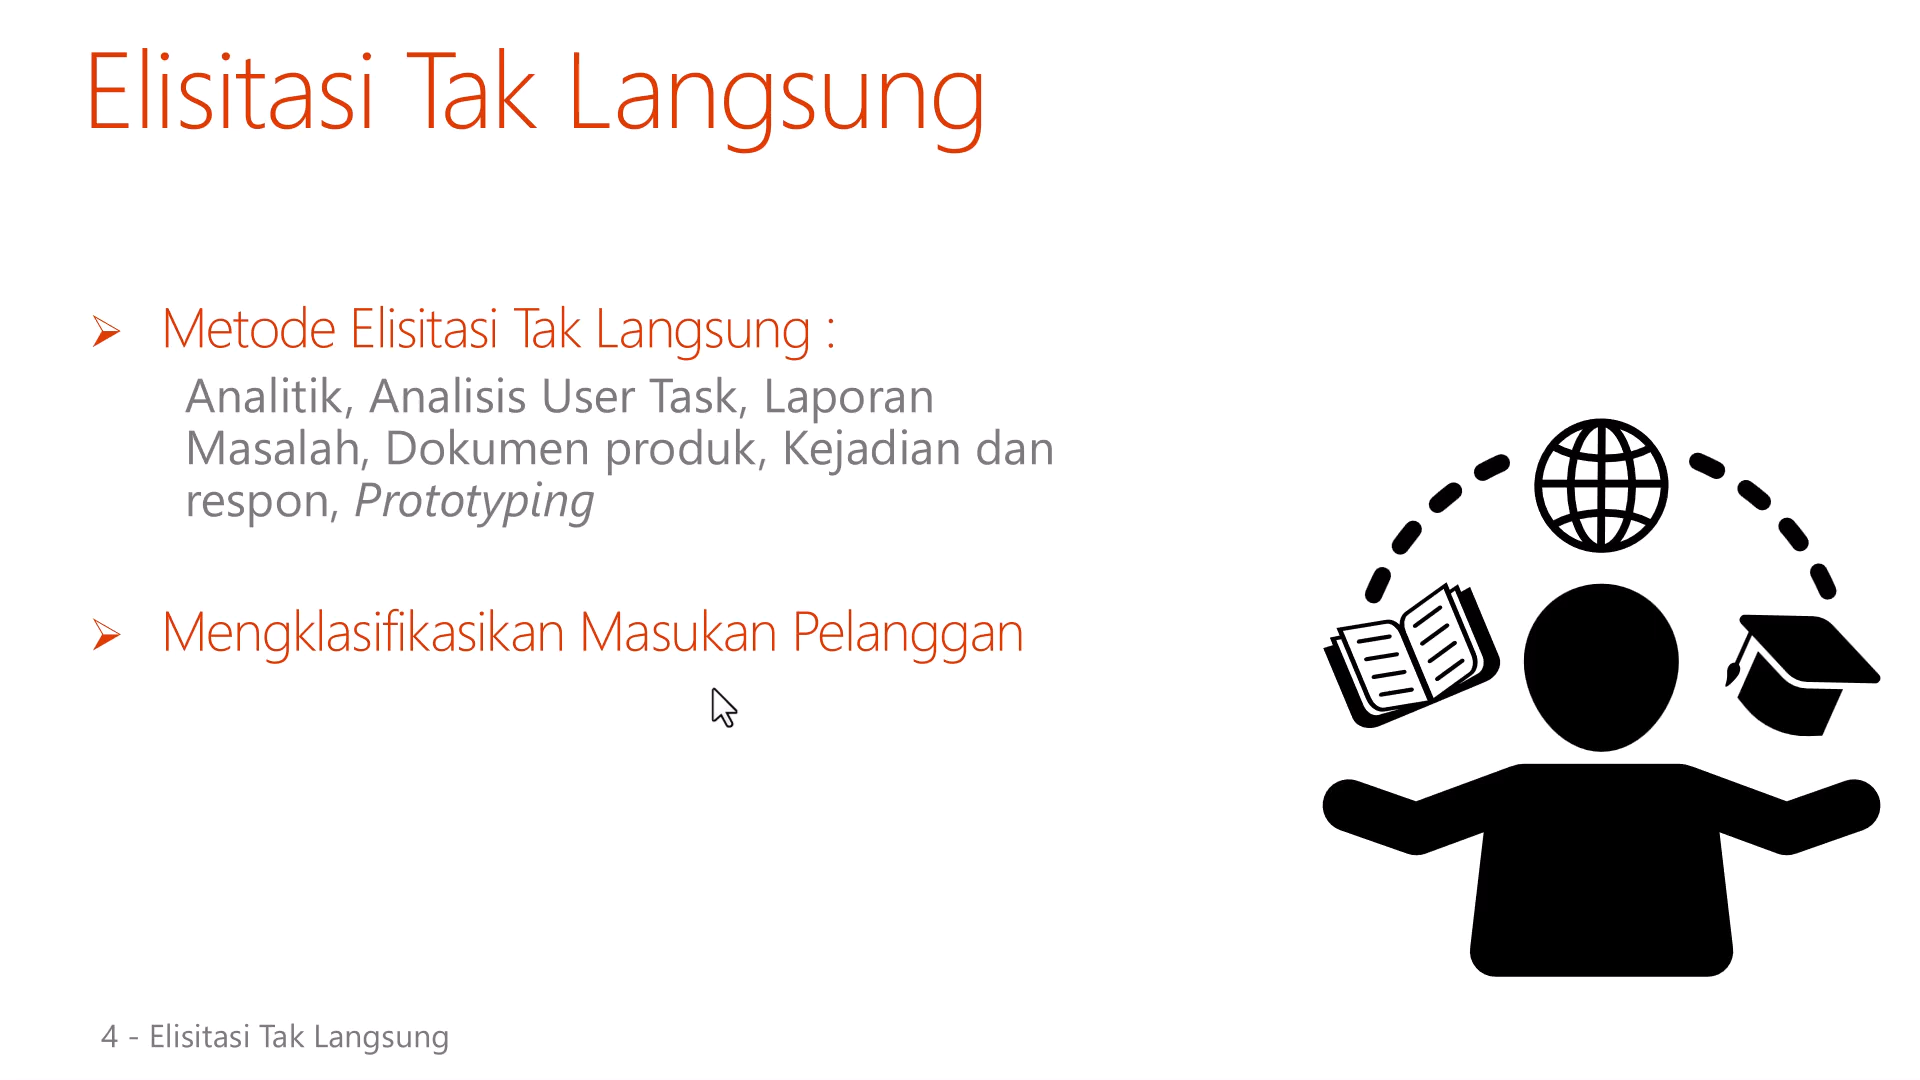 Elisitasi Tak Langsung
➢ Metode Elisitasi Tak Langsung :
Analitik, Analisis User Task, Laporan
Masalah, Dokumen produk, Kejadian dan
respon, Prototyping
➢ Mengklasifikasikan Masukan Pelanggan
4 - Elisitasi Tak Langsung